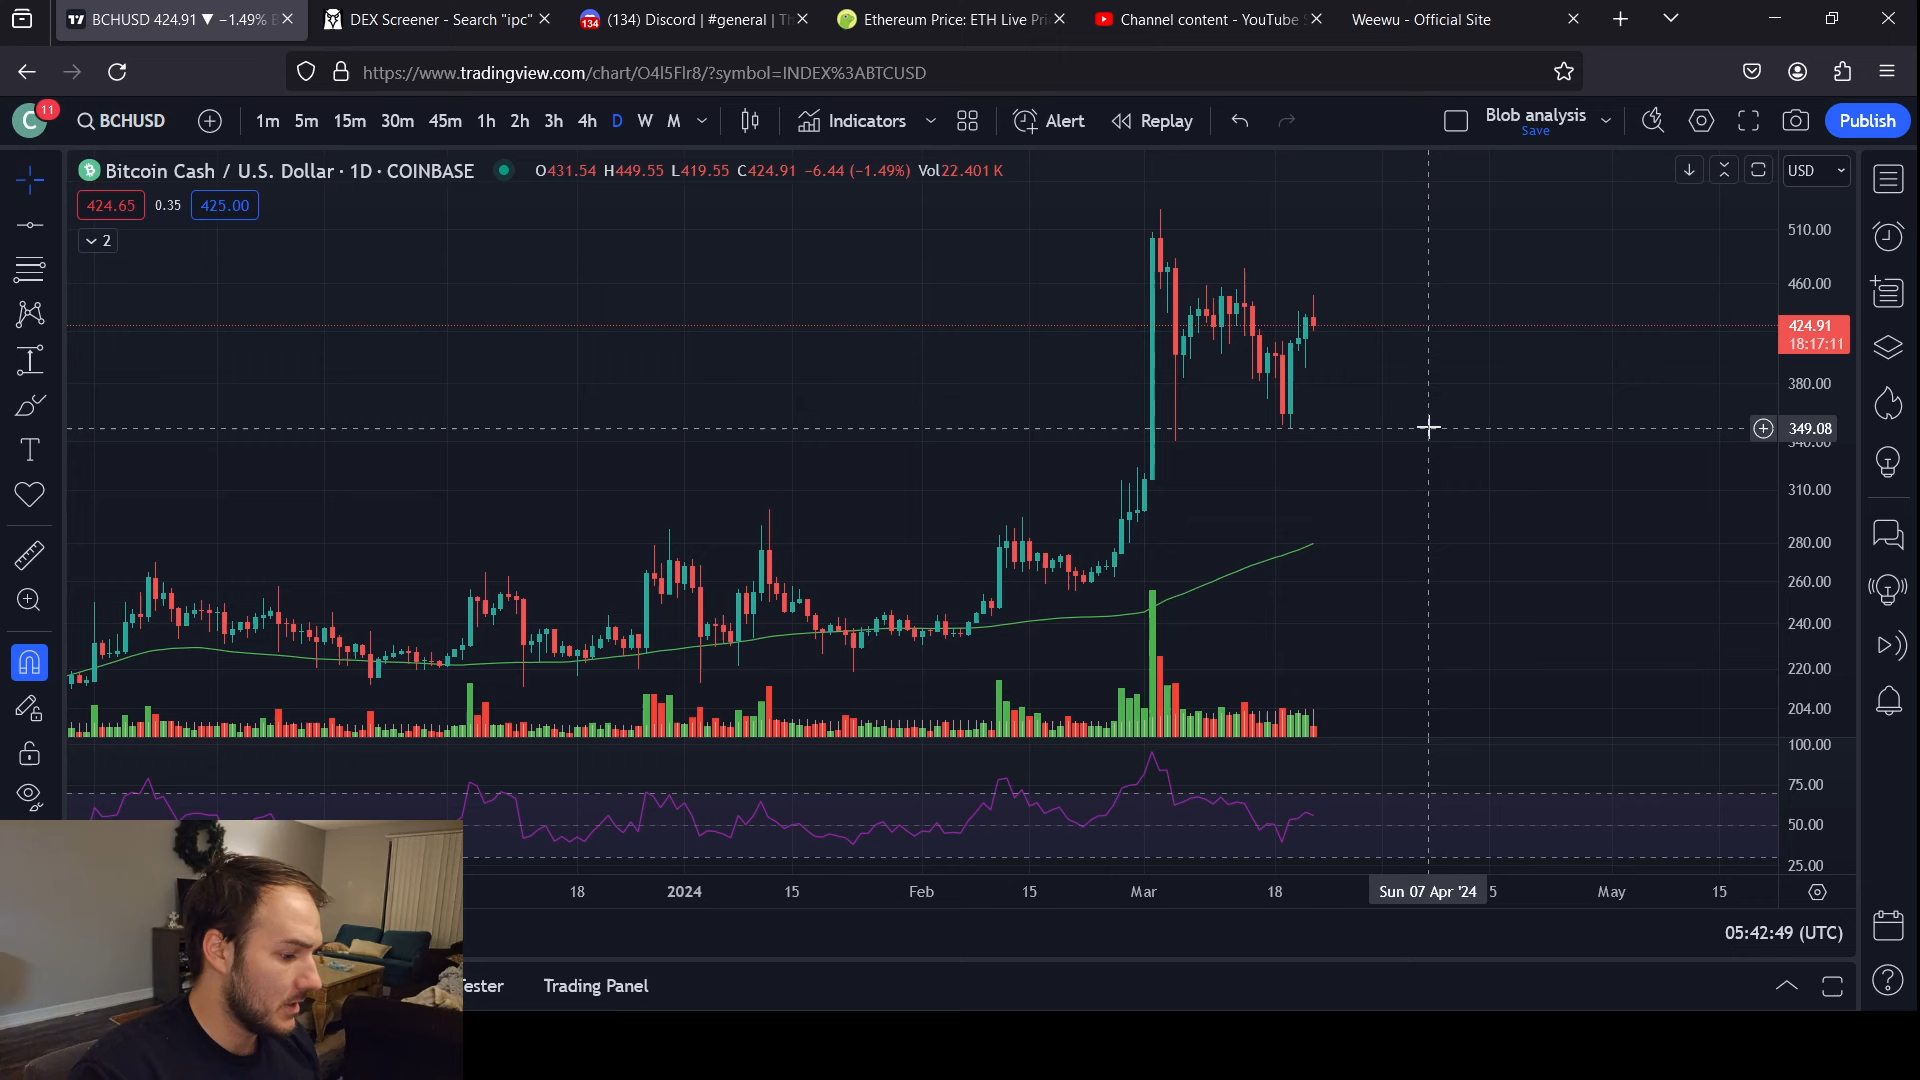 BCHUSD 424.91 ▼ −1.49%
DEX Screener - Search "ipc"
(134) Discord | #general |
Ethereum Price: ETH Live
Channel content - YouTube
Weewu - Official Site
134
https://www.tradingview.com/chart/O4l5Flr8/?symbol=INDEX%3ABTCUSD
C
11
BCHUSD
1m 5m 15m 30m 45m 1h 2h 3h 4h D W M
Indicators
Alert
Replay
Blob analysis
Save
Publish
Bitcoin Cash / U.S. Dollar · 1D · COINBASE
O431.54 H449.55 L419.55 C424.91 −6.44 (−1.49%) Vol22.401 K
USD
424.65 0.35 425.00
2
510.00
460.00
424.91
18:17:11
380.00
349.08
340.00
310.00
280.00
260.00
240.00
220.00
204.00
100.00
75.00
50.00
25.00
18 2024 15 Feb 15 Mar 18 Sun 07 Apr '24 5 May 15
05:42:49 (UTC)
ester
Trading Panel